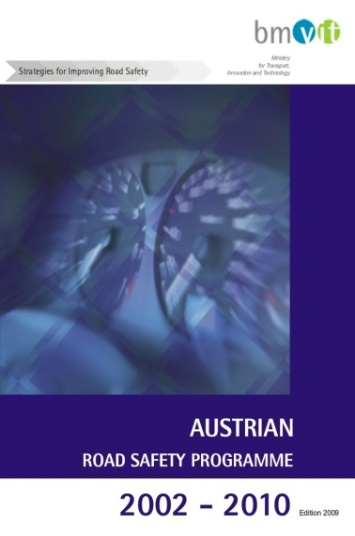 bmvit
Ministry
for Transport,
Innovation and Technology
Strategies for Improving Road Safety
AUSTRIAN
ROAD SAFETY PROGRAMME
2002 - 2010 Edition 2009